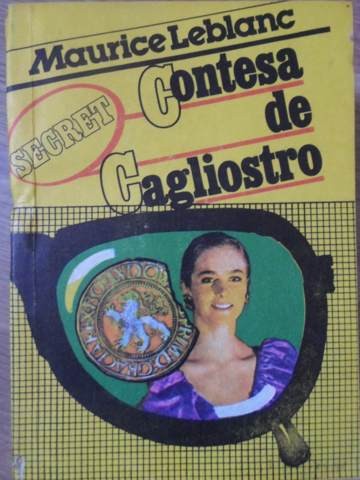 Maurice Leblanc
SECRET
Contesa
de
Cagliostro